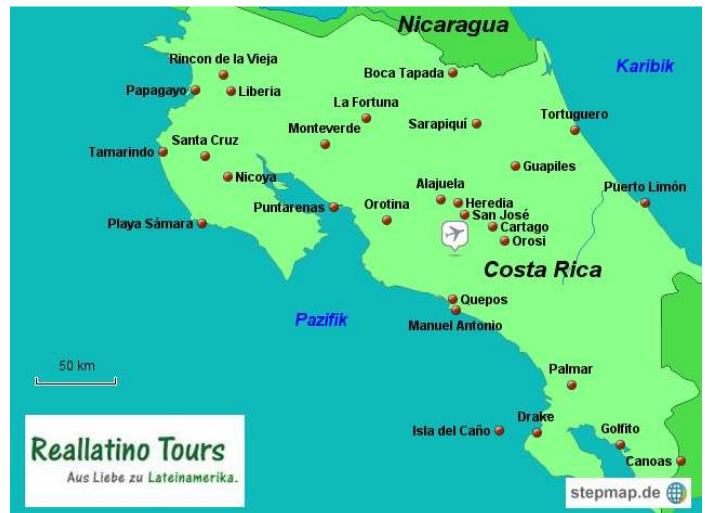 Nicaragua
Karibik
Rincon de la Vieja
Boca Tapada
Papagayo
Liberia
La Fortuna
Sarapiquí
Tortuguero
Monteverde
Santa Cruz
Tamarindo
Guapiles
Nicoya
Alajuela
Heredia
Puerto Limón
Puntarenas
Orotina
San José
Playa Sámara
Cartago
Orosi
Costa Rica
Quepos
Pazifik
Manuel Antonio
50 km
Palmar
Isla del Caño
Drake
Golfito
Canoas
Reallatino Tours
Aus Liebe zu Lateinamerika.
stepmap.de